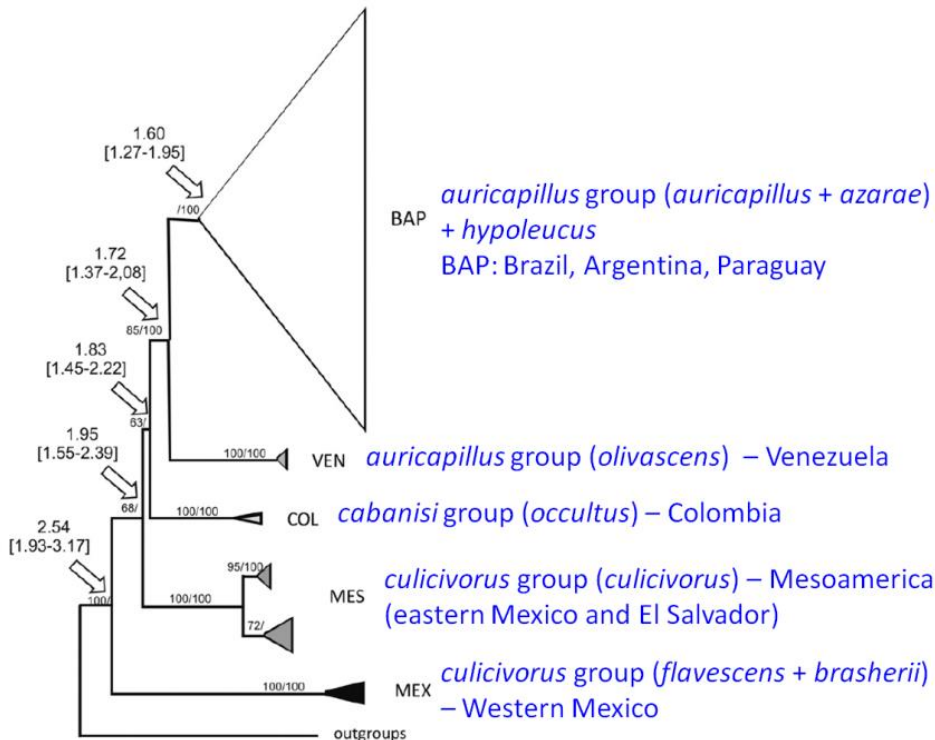 1.60
[1.27-1.95]
/100
BAP
auricapillus group (auricapillus + azarae)
+ hypoleucus
BAP: Brazil, Argentina, Paraguay
1.72
[1.37-2,08]
85/100
1.83
[1.45-2.22]
63/
1.95
[1.55-2.39]
100/100
VEN
auricapillus group (olivascens) – Venezuela
68/
100/100
COL
cabanisi group (occultus) – Colombia
2.54
[1.93-3.17]
95/100
100/100
72/
MES
culicivorus group (culicivorus) – Mesoamerica
(eastern Mexico and El Salvador)
100/
100/100
MEX
culicivorus group (flavescens + brasherii)
– Western Mexico
outgroups